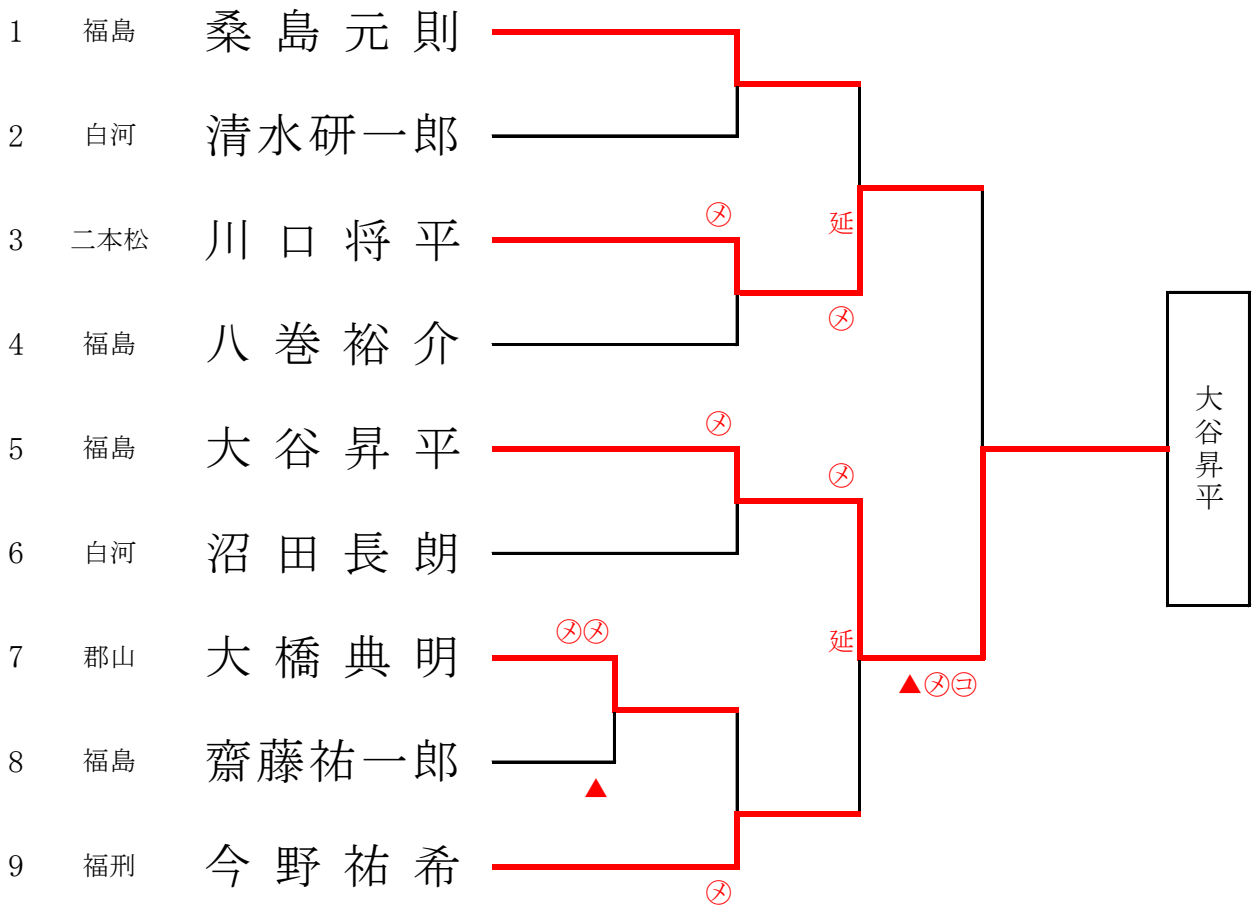 1 福島 桑島元則
2 白河 清水研一郎
3 二本松 川口将平
㋱
延
4 福島 八巻裕介
㋱
5 福島 大谷昇平
㋱
㋱
大谷昇平
6 白河 沼田長朗
7 郡山 大橋典明
㋱㋱
延
▲㋱㋙
8 福島 齋藤祐一郎
▲
9 福刑 今野祐希
㋱